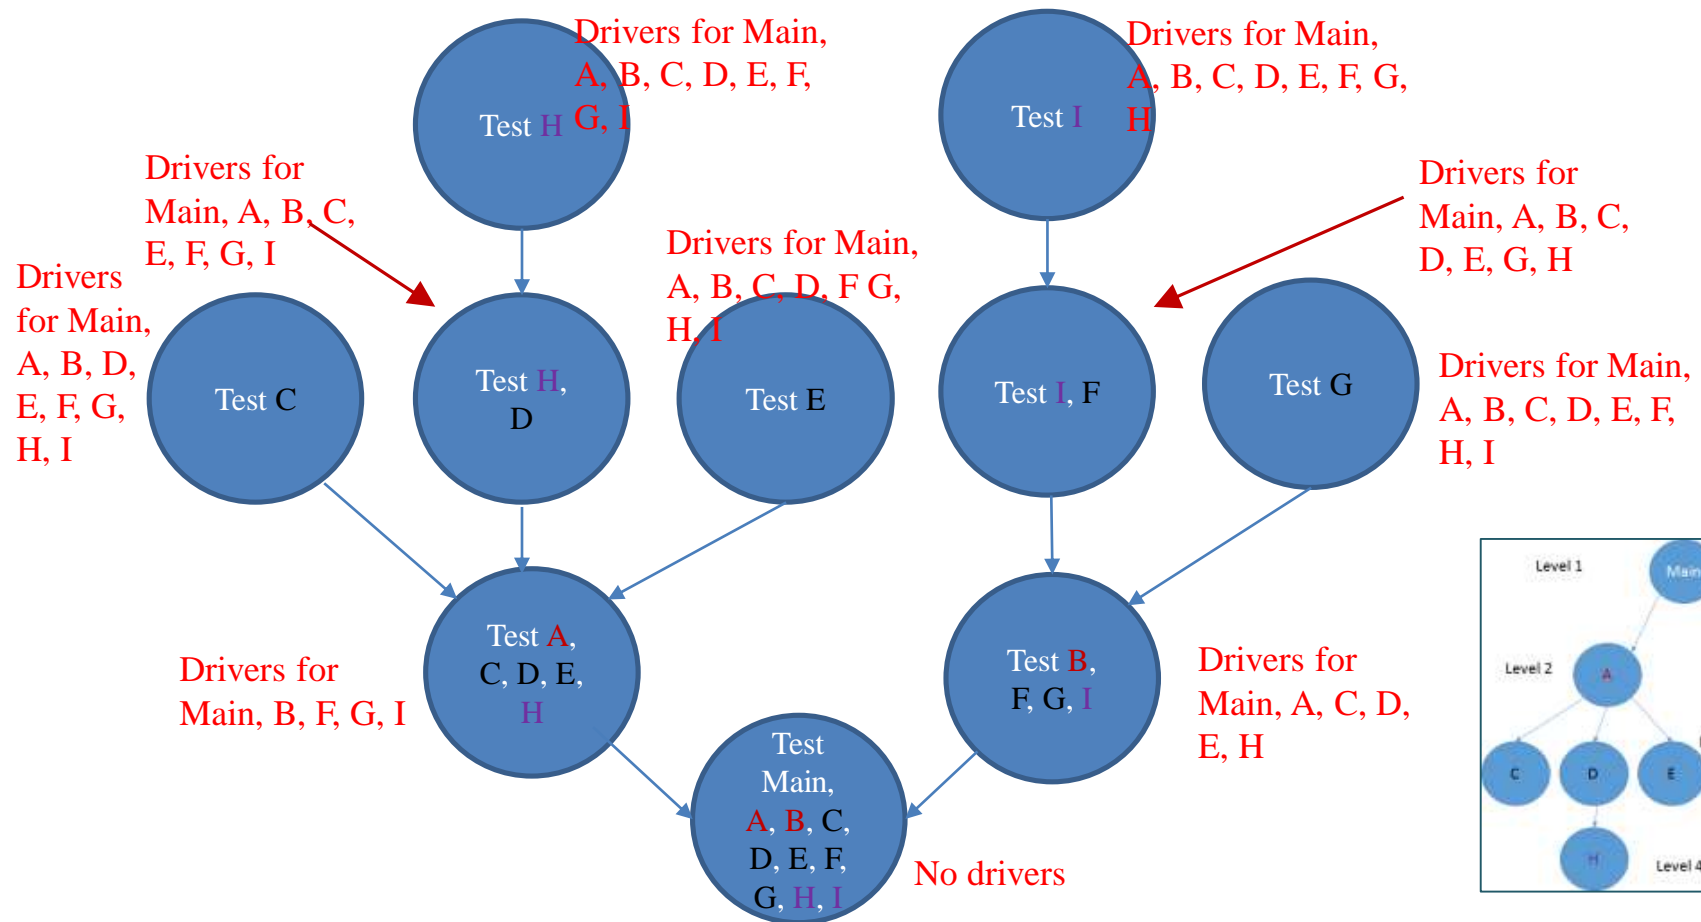 Drivers for Main,
A, B, C, D, E, F,
G, I
Test H
Drivers for Main,
A, B, C, D, E, F, G,
H
Test I
Drivers for
Main, A, B, C,
E, F, G, I
Drivers for
Main, A, B, C,
D, E, G, H
Drivers
for Main,
A, B, D,
E, F, G,
H, I
Drivers for Main,
A, B, C, D, F G,
H, I
Test C
Test H,
D
Test E
Test I, F
Test G
Drivers for Main,
A, B, C, D, E, F,
H, I
Drivers for
Main, B, F, G, I
Test A,
C, D, E,
H
Test B,
F, G, I
Drivers for
Main, A, C, D,
E, H
Test
Main,
A, B, C,
D, E, F,
G, H, I
No drivers
Level 1
Main
Level 2
A
C
D
E
H
Level 4